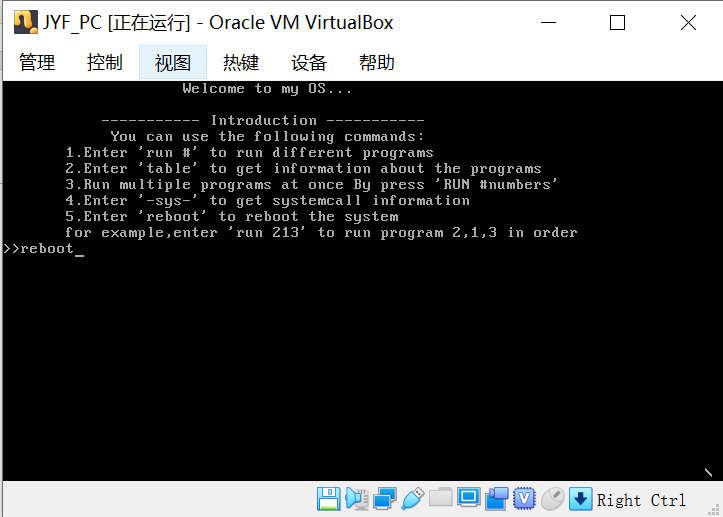 JYF_PC [正在运行] - Oracle VM VirtualBox
管理 控制 视图 热键 设备 帮助
Welcome to my OS...
----------- Introduction -----------
You can use the following commands:
1.Enter 'run #' to run different programs
2.Enter 'table' to get information about the programs
3.Run multiple programs at once By press 'RUN #numbers'
4.Enter '-sys-' to get systemcall information
5.Enter 'reboot' to reboot the system
for example,enter 'run 213' to run program 2,1,3 in order
>>reboot_
\
Right Ctrl